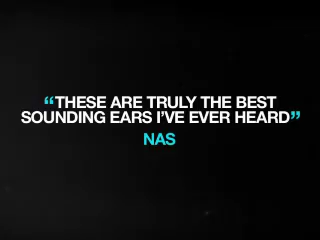 “THESE ARE TRULY THE BEST
SOUNDING EARS I’VE EVER HEARD”
NAS